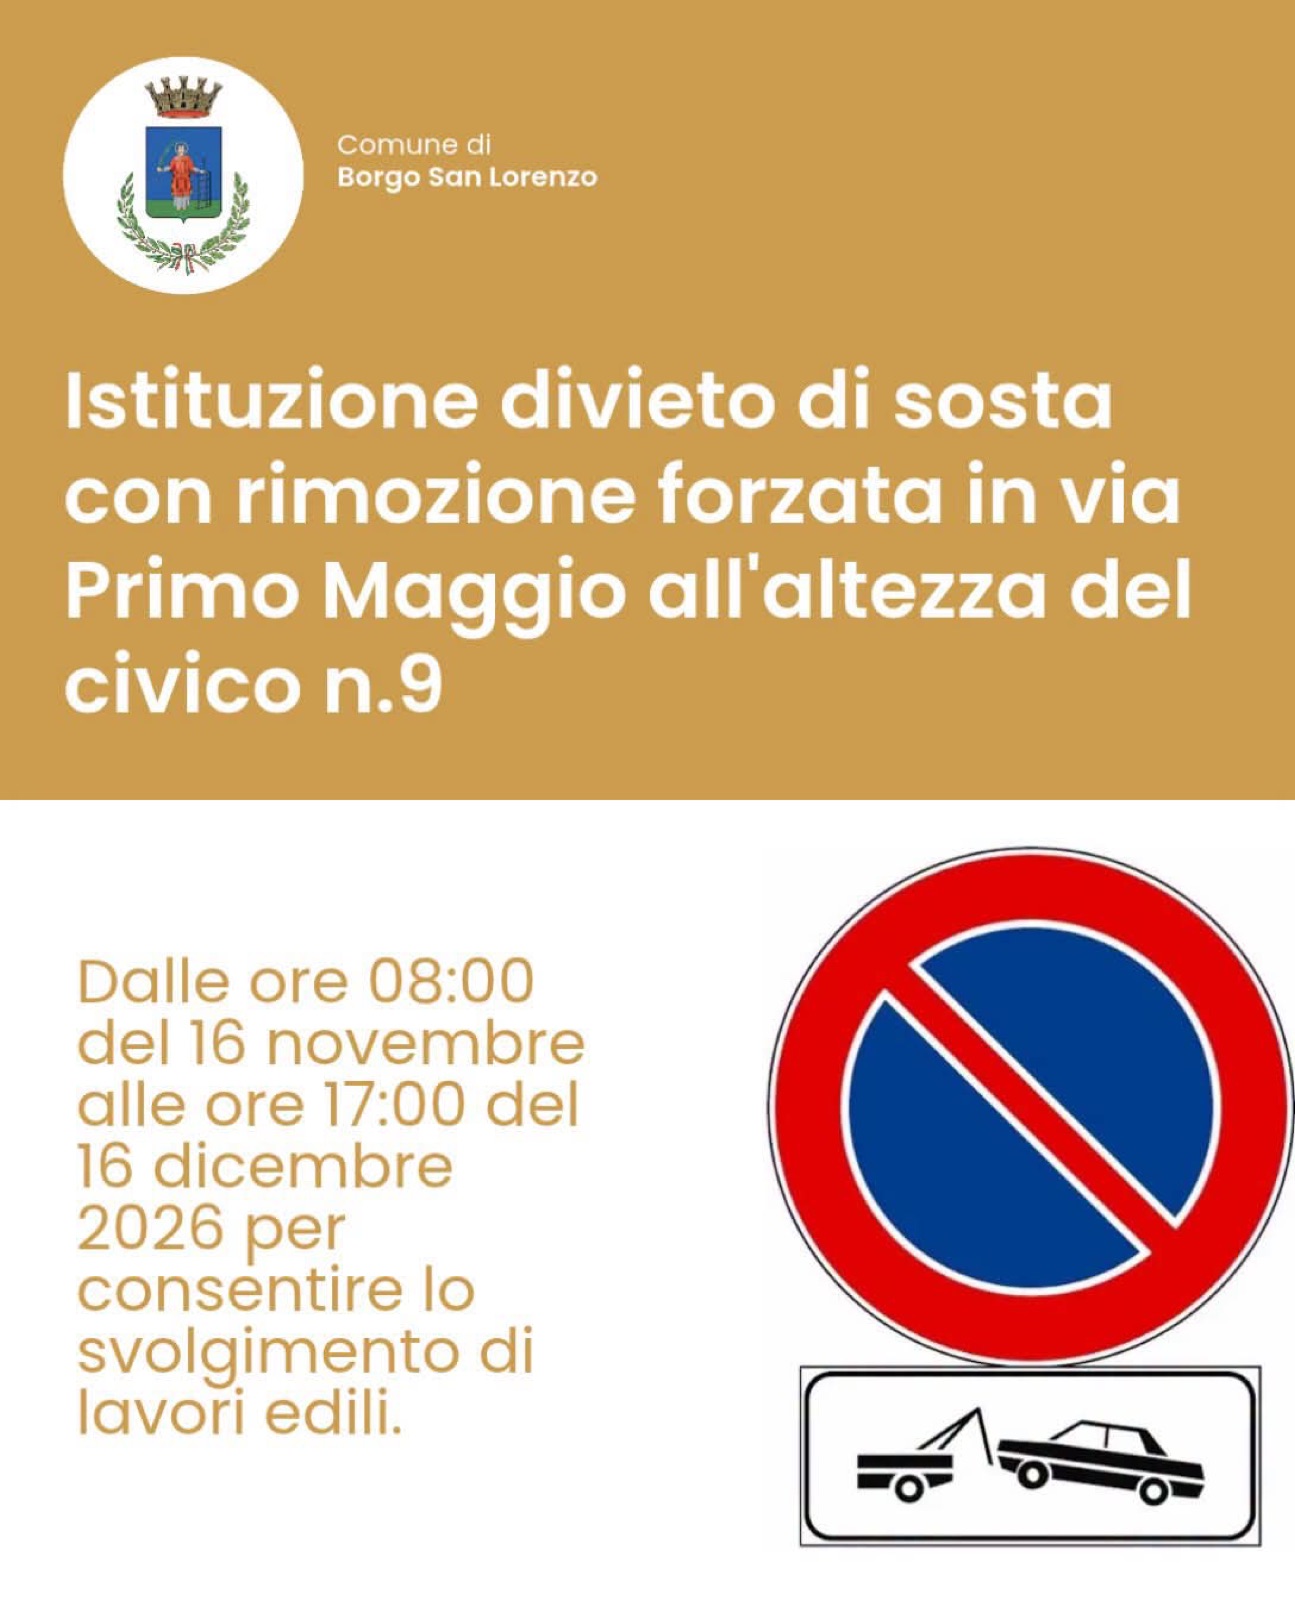 Comune di
Borgo San Lorenzo
Istituzione divieto di sosta
con rimozione forzata in via
Primo Maggio all'altezza del
civico n.9
Dalle ore 08:00
del 16 novembre
alle ore 17:00 del
16 dicembre
2026 per
consentire lo
svolgimento di
lavori edili.